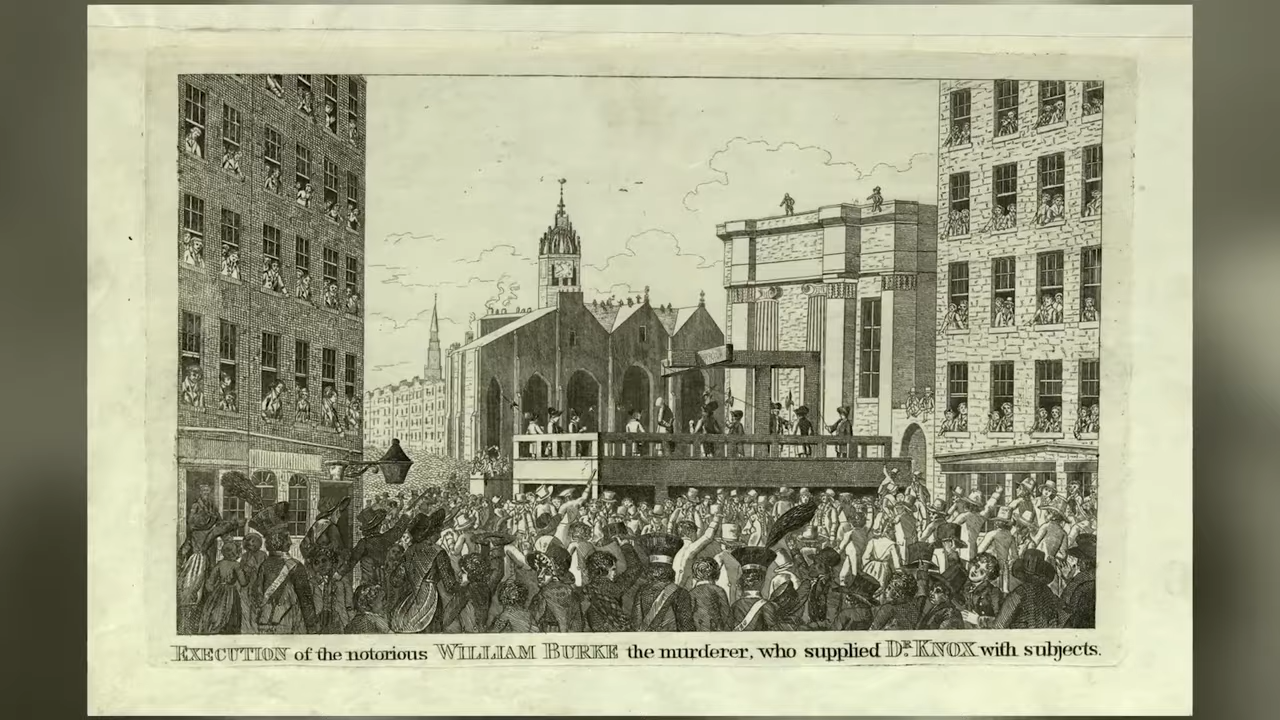 EXECUTION of the notorious WILLIAM BURKE the murderer, who supplied DR. KNOX with subjects.